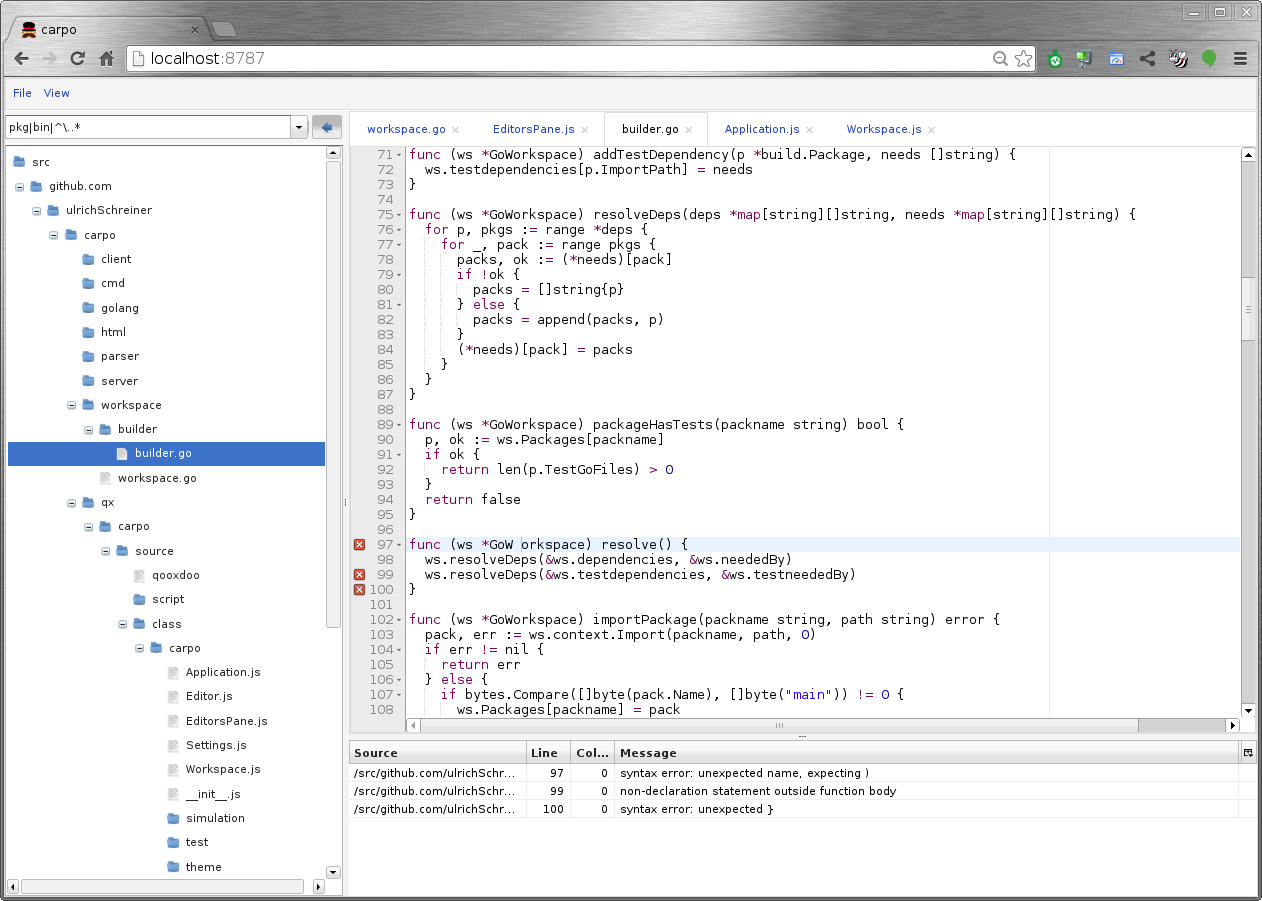 carpo
localhost:8787
File View
pkg|bin|^\..*
src
github.com
ulrichSchreiner
carpo
client
cmd
golang
html
parser
server
workspace
builder
builder.go
workspace.go
qx
carpo
source
qooxdoo
script
class
carpo
Application.js
Editor.js
EditorsPane.js
Settings.js
Workspace.js
__init__.js
simulation
test
theme
workspace.go EditorsPane.js builder.go Application.js Workspace.js
71 func (ws *GoWorkspace) addTestDependency(p *build.Package, needs []string) {
72 ws.testdependencies[p.ImportPath] = needs
73 }
74
75 func (ws *GoWorkspace) resolveDeps(deps *map[string][]string, needs *map[string][]string) {
76 for p, pkgs := range *deps {
77 for _, pack := range pkgs {
78 packs, ok := (*needs)[pack]
79 if !ok {
80 packs = []string{p}
81 } else {
82 packs = append(packs, p)
83 }
84 (*needs)[pack] = packs
85 }
86 }
87 }
88
89 func (ws *GoWorkspace) packageHasTests(packname string) bool {
90 p, ok := ws.Packages[packname]
91 if ok {
92 return len(p.TestGoFiles) > 0
93 }
94 return false
95 }
96
97 func (ws *GoW orkspace) resolve() {
98 ws.resolveDeps(&ws.dependencies, &ws.neededBy)
99 ws.resolveDeps(&ws.testdependencies, &ws.testneededBy)
100 }
101
102 func (ws *GoWorkspace) importPackage(packname string, path string) error {
103 pack, err := ws.context.Import(packname, path, 0)
104 if err != nil {
105 return err
106 } else {
107 if bytes.Compare([]byte(pack.Name), []byte("main")) != 0 {
108 ws.Packages[packname] = pack
Source Line Col... Message
/src/github.com/ulrichSchr... 97 0 syntax error: unexpected name, expecting )
/src/github.com/ulrichSchr... 99 0 non-declaration statement outside function body
/src/github.com/ulrichSchr... 100 0 syntax error: unexpected }